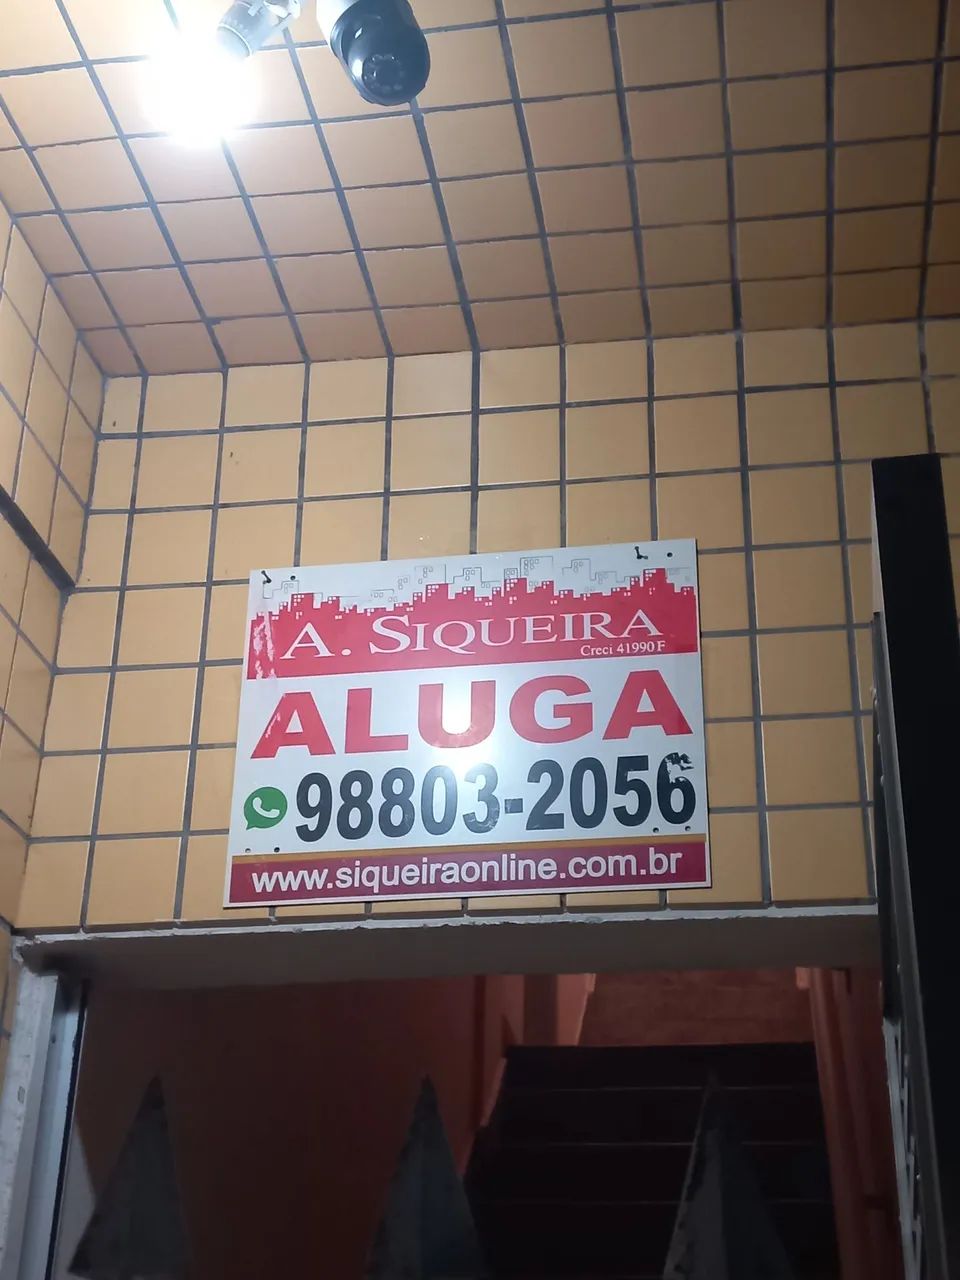 A. SIQUEIRA
Creci 41990 F
ALUGA
98803-2056
www.siqueiraonline.com.br